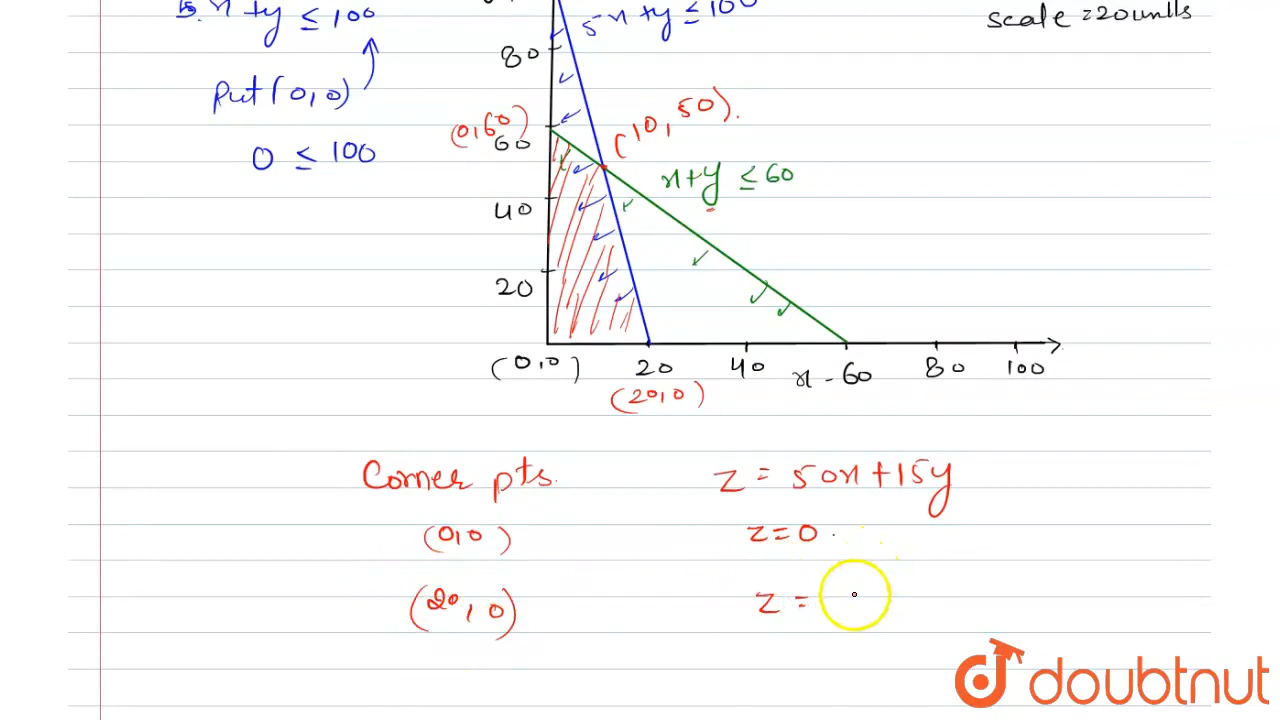 5x+y ≤ 100
5x+y ≤ 100
scale = 20 units
80
Put (0,0)
(10, 50).
(0,60)
60
0 ≤ 100
x+y ≤ 60
40
20
(0,0) 20 40 x - 60 80 100
(20,0)
Corner pts. z = 50x+15y
(0,0) z=0
(20, 0) z =
doubtnut